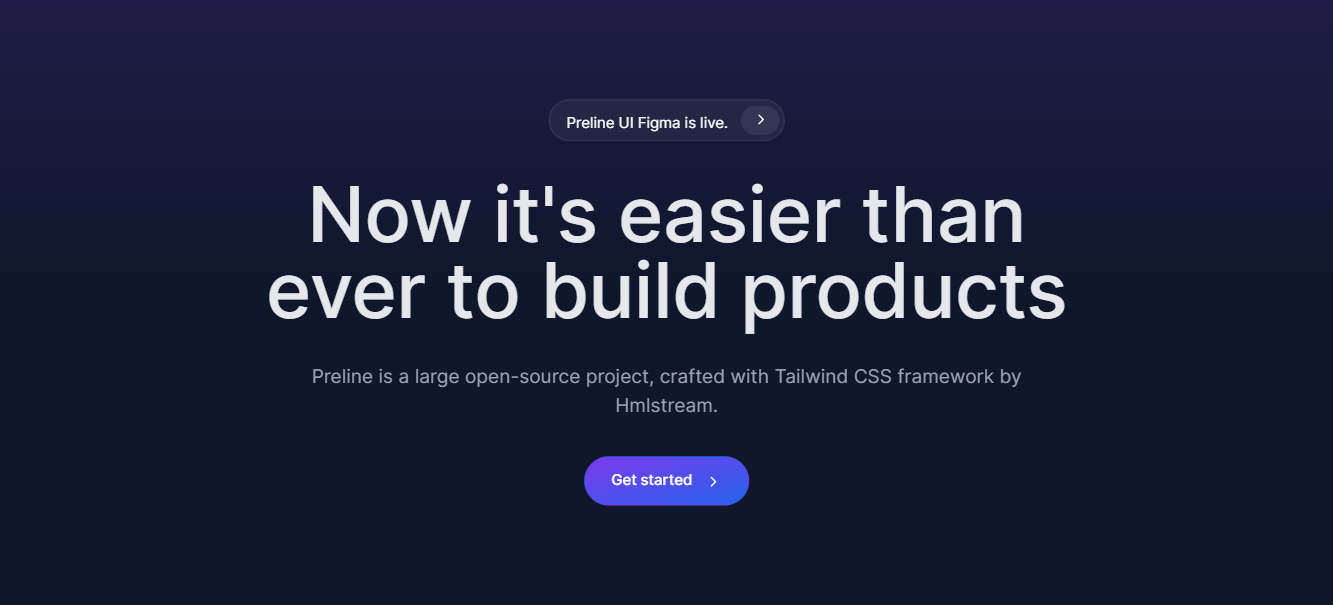 Preline UI Figma is live.
Now it's easier than
ever to build products
Preline is a large open-source project, crafted with Tailwind CSS framework by
Hmlstream.
Get started